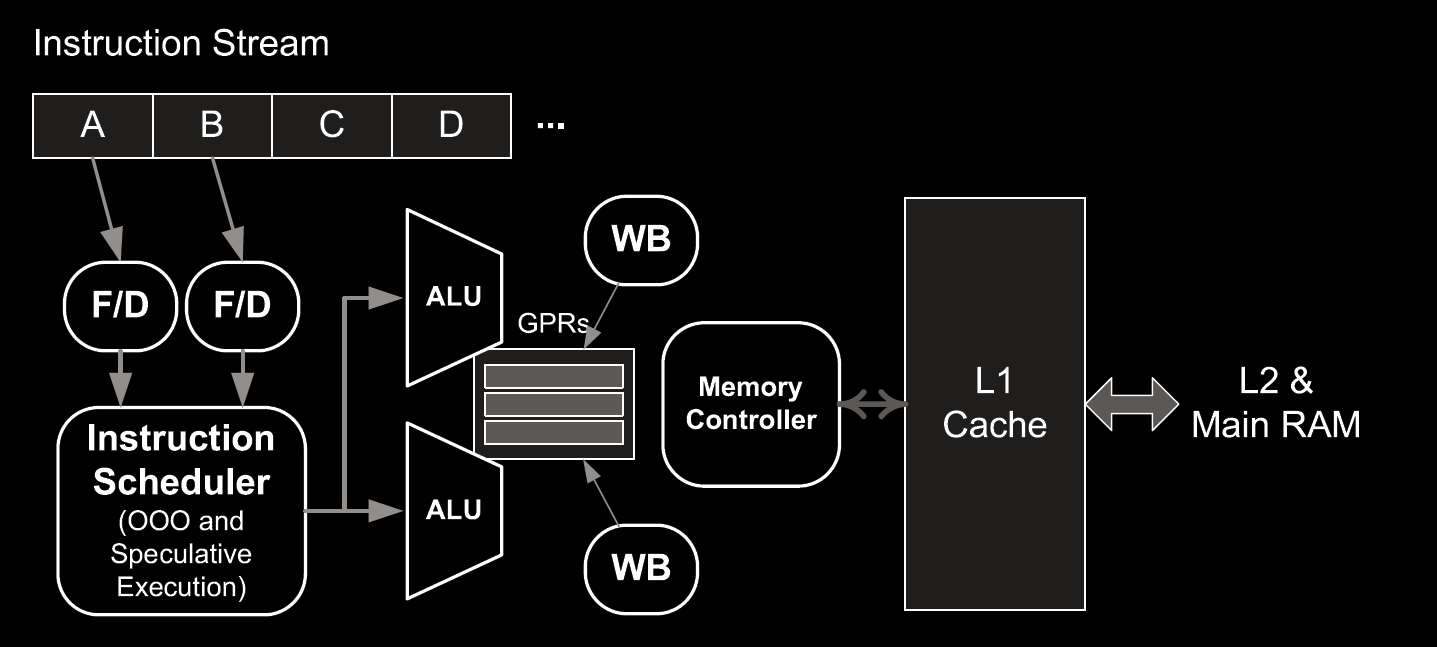 Instruction Stream
A B C D ...
F/D F/D
ALU
WB
GPRs
Instruction
Scheduler
(OOO and
Speculative
Execution)
ALU
WB
Memory
Controller
L1
Cache
L2 &
Main RAM